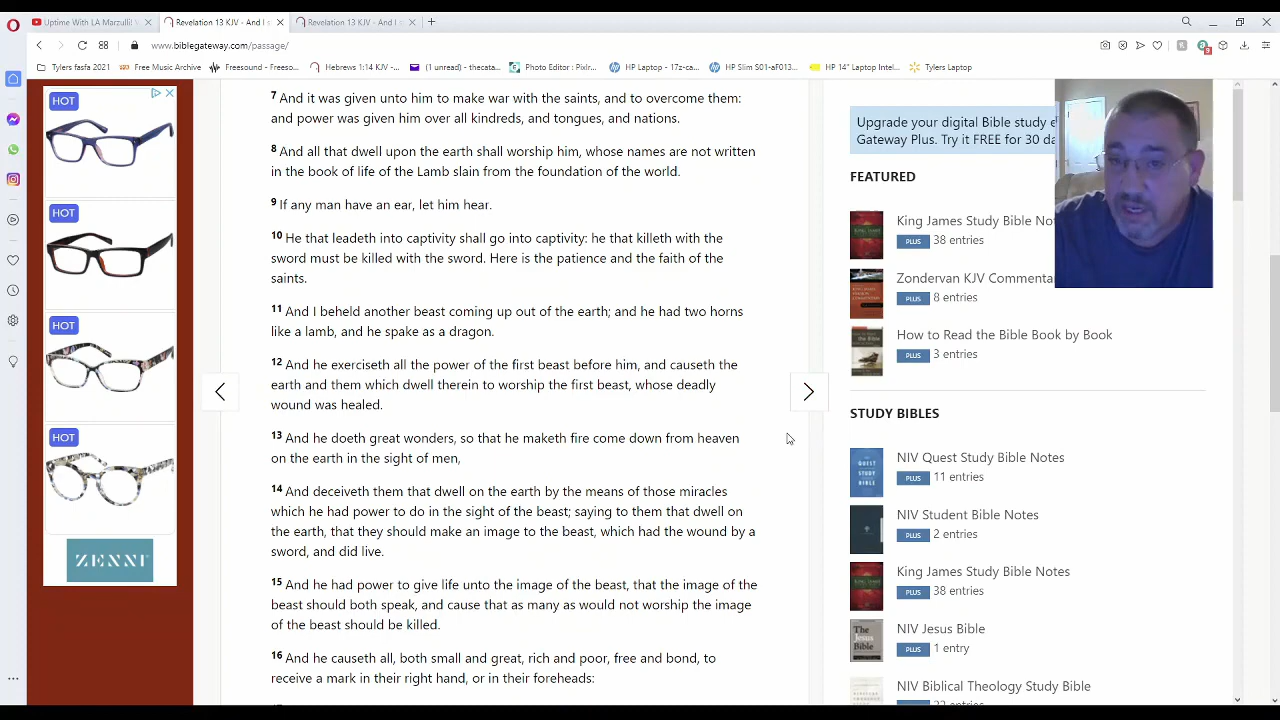 Uptime With LA Marzulli!
Revelation 13 KJV - And I s
Revelation 13 KJV - And I s
www.biblegateway.com/passage/
Tylers fasfa 2021
Free Music Archive
Freesound - Freeso...
Hebrews 1:14 KJV -...
(1 unread) - thecata...
Photo Editor : Pixlr...
HP Laptop - 17z-ca...
HP Slim S01-aF013...
HP 14" Laptop Intel...
Tylers Laptop
HOT
HOT
HOT
HOT
ZENNI
7 And it was given unto him to make war with the saints, and to overcome them:
and power was given him over all kindreds, and tongues, and nations.
8 And all that dwell upon the earth shall worship him, whose names are not written
in the book of life of the Lamb slain from the foundation of the world.
9 If any man have an ear, let him hear.
10 He that leadeth into captivity shall go into captivity: he that killeth with the
sword must be killed with the sword. Here is the patience and the faith of the
saints.
11 And I beheld another beast coming up out of the earth; and he had two horns
like a lamb, and he spake as a dragon.
12 And he exerciseth all the power of the first beast before him, and causeth the
earth and them which dwell therein to worship the first beast, whose deadly
wound was healed.
13 And he doeth great wonders, so that he maketh fire come down from heaven
on the earth in the sight of men,
14 And deceiveth them that dwell on the earth by the means of those miracles
which he had power to do in the sight of the beast; saying to them that dwell on
the earth, that they should make an image to the beast, which had the wound by a
sword, and did live.
15 And he had power to give life unto the image of the beast, that the image of the
beast should both speak, and cause that as many as would not worship the image
of the beast should be killed.
16 And he causeth all, both small and great, rich and poor, free and bond, to
receive a mark in their right hand, or in their foreheads:
Upgrade your digital Bible study e
Gateway Plus. Try it FREE for 30 da
FEATURED
King James Study Bible Not
PLUS 38 entries
Zondervan KJV Commenta
PLUS 8 entries
How to Read the Bible Book by Book
PLUS 3 entries
STUDY BIBLES
NIV Quest Study Bible Notes
PLUS 11 entries
NIV Student Bible Notes
PLUS 2 entries
King James Study Bible Notes
PLUS 38 entries
The
Jesus
Bible
NIV Jesus Bible
PLUS 1 entry
NIV Biblical Theology Study Bible